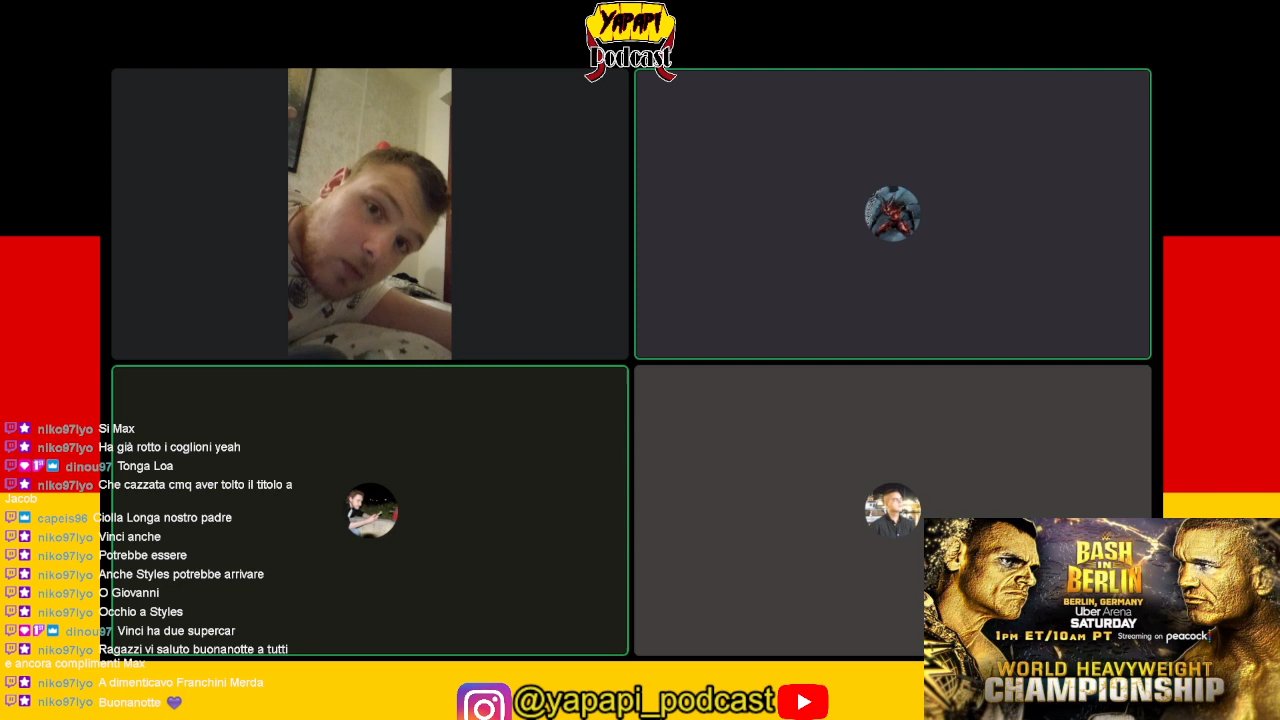 YAPAPI
Podcast
niko97lyo Si Max
niko97lyo Ha già rotto i coglioni yeah
dinou97 Tonga Loa
niko97lyo Che cazzata cmq aver tolto il titolo a
Jacob
capeis96 Ciolla Longa nostro padre
niko97lyo Vinci anche
niko97lyo Potrebbe essere
niko97lyo Anche Styles potrebbe arrivare
niko97lyo O Giovanni
niko97lyo Occhio a Styles
dinou97 Vinci ha due supercar
niko97lyo Ragazzi vi saluto buonanotte a tutti
e ancora complimenti Max
niko97lyo A dimenticavo Franchini Merda
niko97lyo Buonanotte 💜
BASH
IN
BERLIN
BERLIN, GERMANY
Uber Arena
SATURDAY
1PM ET/10AM PT Streaming on peacock
WORLD HEAVYWEIGHT
CHAMPIONSHIP
@yapapi_podcast